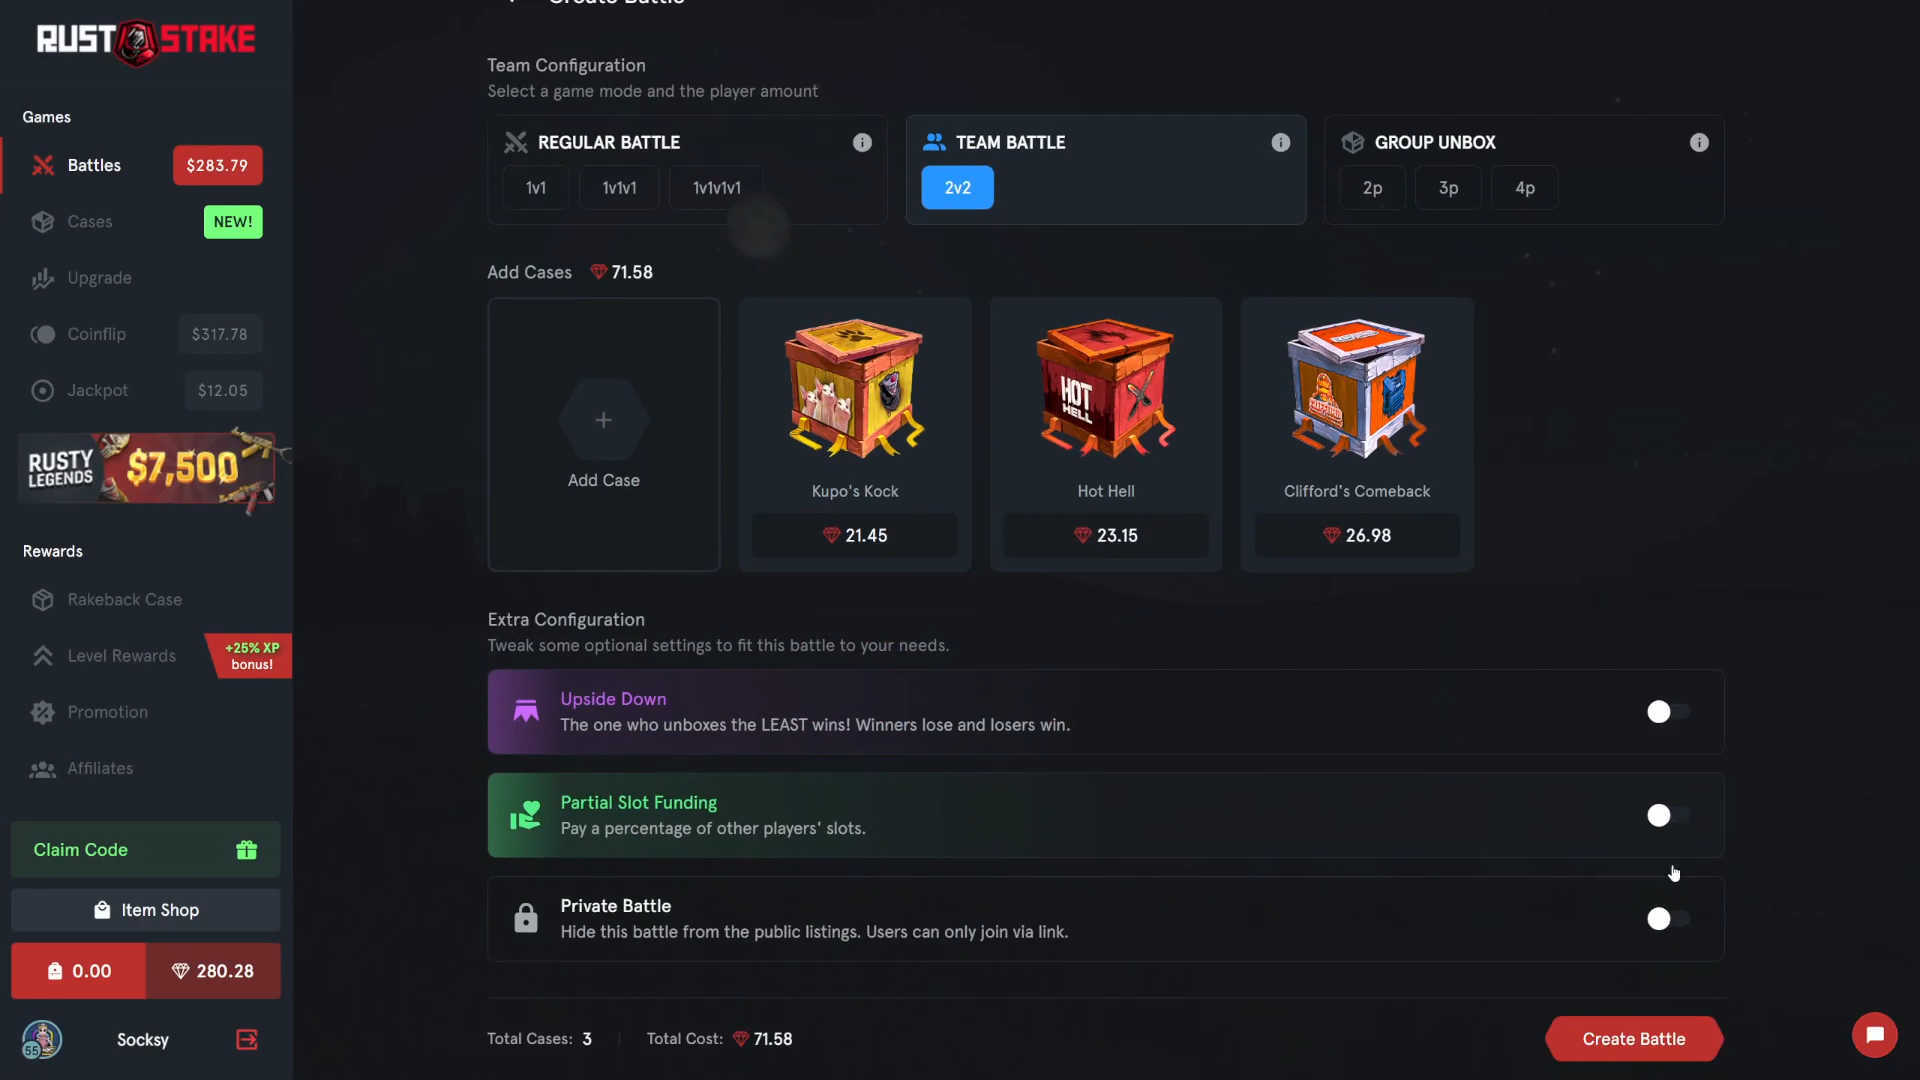 RUST STAKE
Games
Battles
$283.79
Cases
NEW!
Upgrade
Coinflip
$317.78
Jackpot
$12.05
RUSTY
LEGENDS
$7,500
Rewards
Rakeback Case
Level Rewards
+25% XP
bonus!
Promotion
Affiliates
Claim Code
Item Shop
0.00
280.28
55
Socksy
Create Battle
Team Configuration
Select a game mode and the player amount
REGULAR BATTLE
1v1
1v1v1
1v1v1v1
TEAM BATTLE
2v2
GROUP UNBOX
2p
3p
4p
Add Cases
71.58
+
Add Case
Kupo's Kock
21.45
HOT
HELL
Hot Hell
23.15
Clifford's Comeback
26.98
Extra Configuration
Tweak some optional settings to fit this battle to your needs.
Upside Down
The one who unboxes the LEAST wins! Winners lose and losers win.
Partial Slot Funding
Pay a percentage of other players' slots.
Private Battle
Hide this battle from the public listings. Users can only join via link.
Total Cases: 3
Total Cost: 71.58
Create Battle